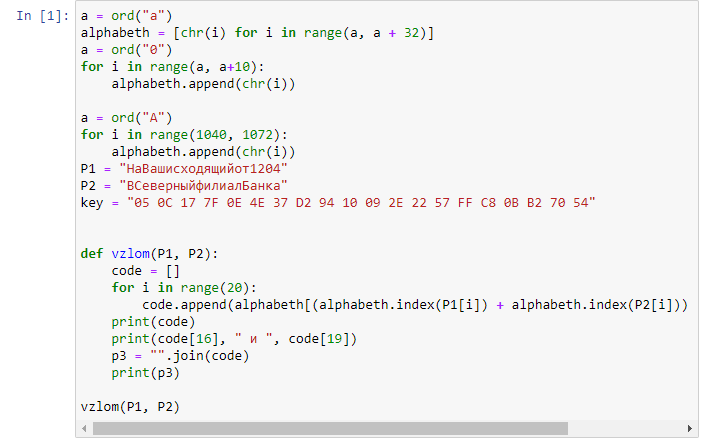 In [1]:
a = ord("а")
alphabeth = [chr(i) for i in range(a, a + 32)]
a = ord("0")
for i in range(a, a+10):
    alphabeth.append(chr(i))

a = ord("А")
for i in range(1040, 1072):
    alphabeth.append(chr(i))
P1 = "НаВашисходящийот1204"
P2 = "ВСеверныйфилиалБанка"
key = "05 0C 17 7F 0E 4E 37 D2 94 10 09 2E 22 57 FF C8 0B B2 70 54"


def vzlom(P1, P2):
    code = []
    for i in range(20):
        code.append(alphabeth[(alphabeth.index(P1[i]) + alphabeth.index(P2[i]))
    print(code)
    print(code[16], " и ", code[19])
    p3 = "".join(code)
    print(p3)

vzlom(P1, P2)